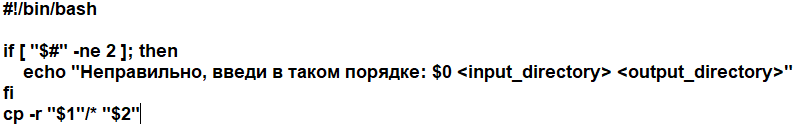 #!/bin/bash

if [ "$#" -ne 2 ]; then
    echo "Неправильно, введи в таком порядке: $0 <input_directory> <output_directory>"
fi
cp -r "$1"/* "$2"